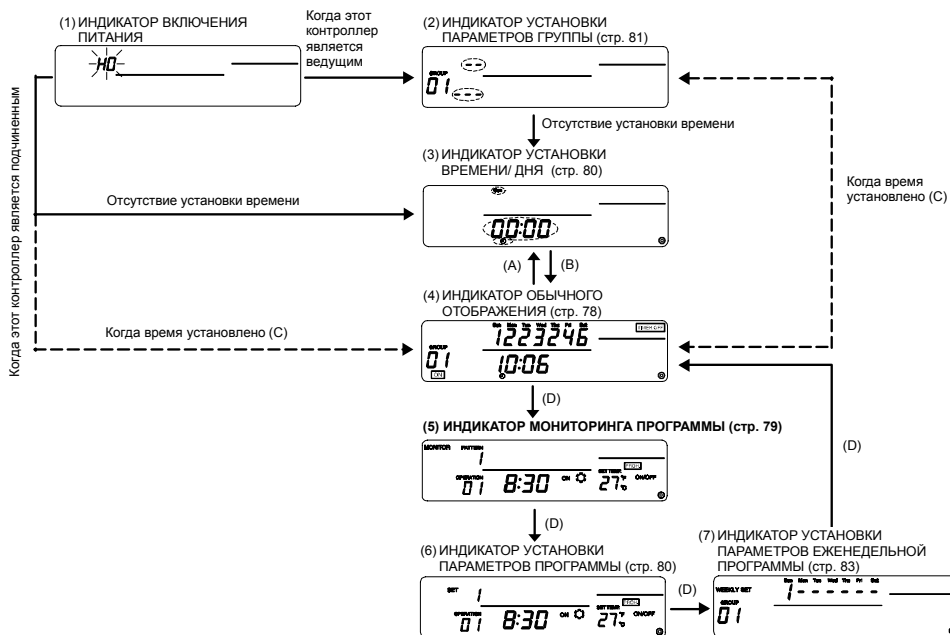 (1) ИНДИКАТОР ВКЛЮЧЕНИЯ
ПИТАНИЯ
HO
Когда этот
контроллер
является
ведущим
(2) ИНДИКАТОР УСТАНОВКИ
ПАРАМЕТРОВ ГРУППЫ (стр. 81)
GROUP
01
--
---
Когда этот контроллер является подчиненным
Отсутствие установки времени
(3) ИНДИКАТОР УСТАНОВКИ
ВРЕМЕНИ/ ДНЯ (стр. 80)
Отсутствие установки времени
00:00
Когда время
установлено (C)
(A)
(B)
(4) ИНДИКАТОР ОБЫЧНОГО
ОТОБРАЖЕНИЯ (стр. 78)
Когда время установлено (C)
Sun Mon Tue Wed Thu Fri Sat
1223246
TIMER OFF
GROUP
01
10:06
ON
(D)
(5) ИНДИКАТОР МОНИТОРИНГА ПРОГРАММЫ (стр. 79)
MONITOR PATTERN
1
OPERATION
01 8:30 ON
SET TEMP.
27 °F °C ON/OFF
(D)
(D)
(6) ИНДИКАТОР УСТАНОВКИ
ПАРАМЕТРОВ ПРОГРАММЫ (стр. 80)
SET 1
OPERATION
01 8:30 ON
SET TEMP.
27 °F °C ON/OFF
(D)
(7) ИНДИКАТОР УСТАНОВКИ
ПАРАМЕТРОВ ЕЖЕНЕДЕЛЬНОЙ
ПРОГРАММЫ (стр. 83)
Sun Mon Tue Wed Thu Fri Sat
WEEKLY SET 1 - - - - - -
GROUP
01